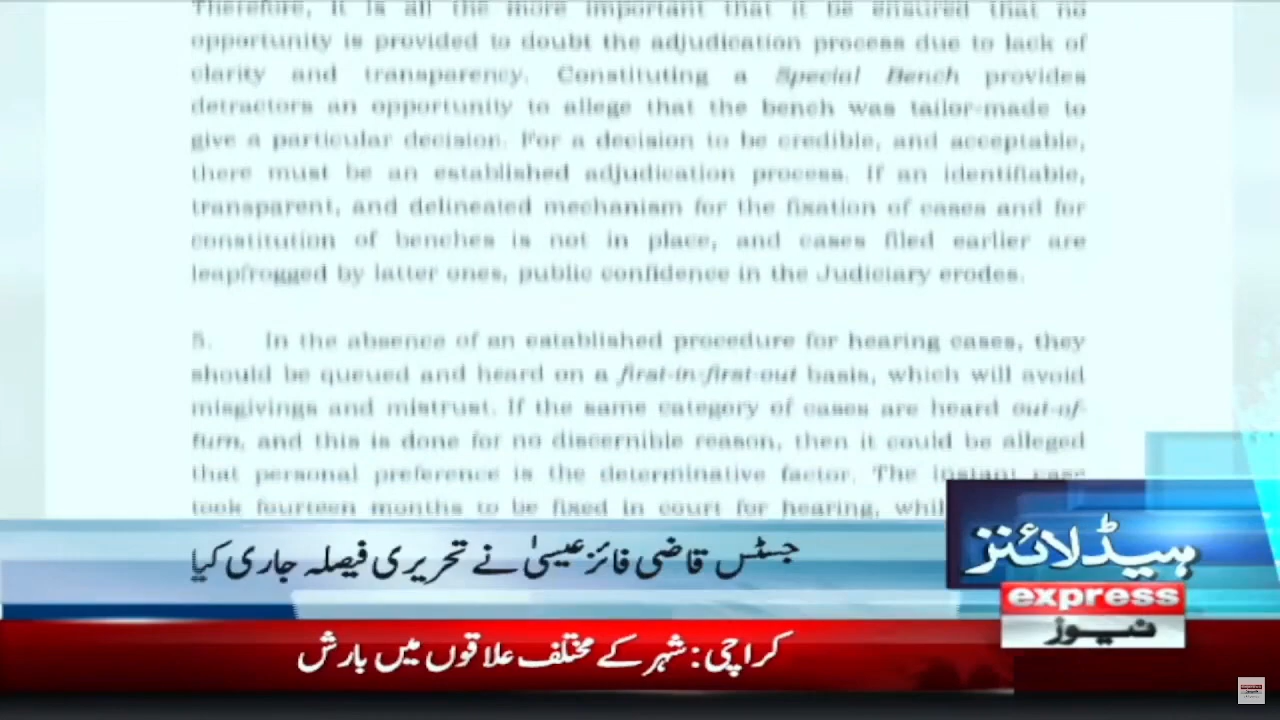 Therefore, it is all the more important that it be ensured that no
opportunity is provided to doubt the adjudication process due to lack of
clarity and transparency. Constituting a Special Bench provides
detractors an opportunity to allege that the bench was tailor-made to
give a particular decision. For a decision to be credible, and acceptable,
there must be an established adjudication process. If an identifiable,
transparent, and delineated mechanism for the fixation of cases and for
constitution of benches is not in place, and cases filed earlier are
leapfrogged by latter ones, public confidence in the Judiciary erodes.
5. In the absence of an established procedure for hearing cases, they
should be queued and heard on a first-in-first-out basis, which will avoid
misgivings and mistrust. If the same category of cases are heard out-of-
turn, and this is done for no discernible reason, then it could be alleged
that personal preference is the determinative factor. The instant case
took fourteen months to be fixed in court for hearing,
ہیڈلائنز
جسٹس قاضی فائز عیسیٰ نے تحریری فیصلہ جاری کیا
express
نیوز
کراچی: شہر کے مختلف علاقوں میں بارش